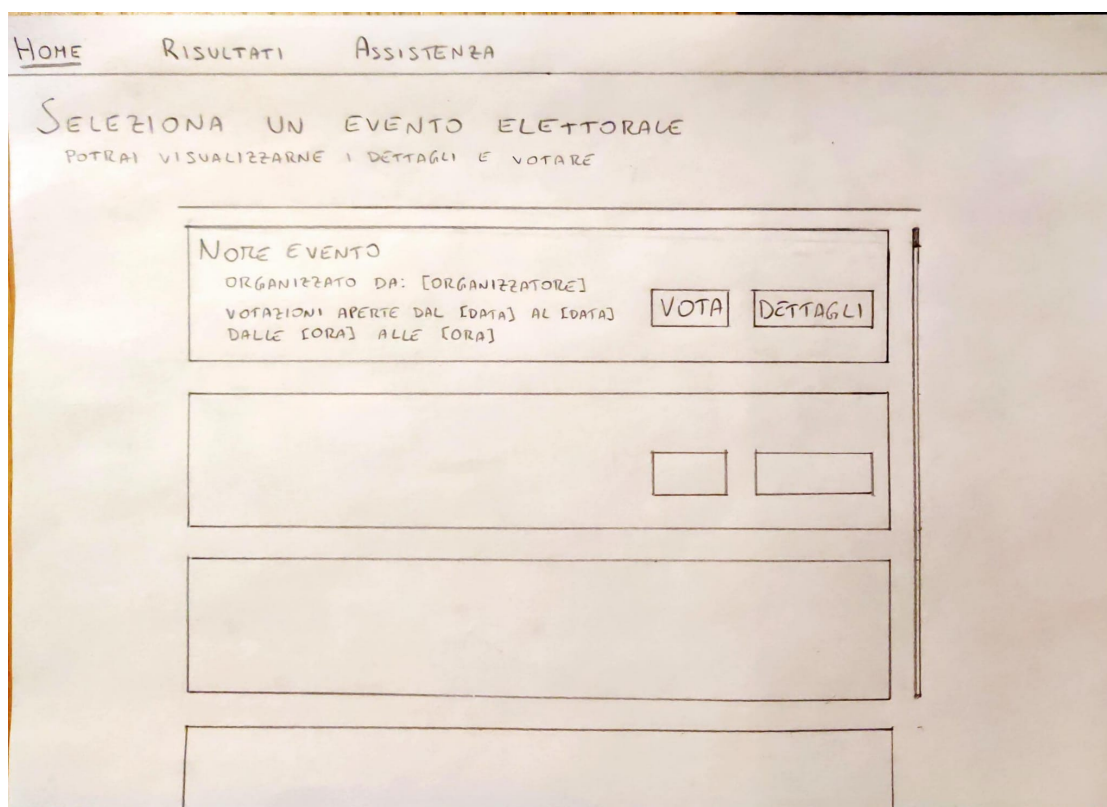 HOME RISULTATI ASSISTENZA
SELEZIONA UN EVENTO ELETTORALE
POTRAI VISUALIZZARNE I DETTAGLI E VOTARE
NOME EVENTO
ORGANIZZATO DA: [ORGANIZZATORE]
VOTAZIONI APERTE DAL [DATA] AL [DATA]
DALLE [ORA] ALLE [ORA]
VOTA DETTAGLI